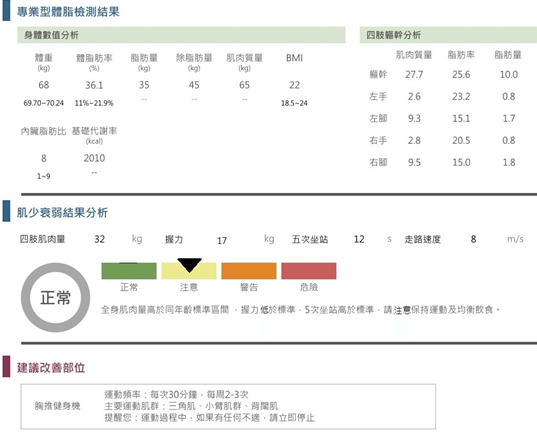 專業型體脂檢測結果
身體數值分析
四肢軀幹分析
體重 體脂肪率 脂肪量 除脂肪量 肌肉質量 BMI
(kg) (%) (kg) (kg) (kg)
68 36.1 35 45 65 22
69.70~70.24 11%~21.9% -- -- -- 18.5~24
內臟脂肪比 基礎代謝率
(kcal)
8 2010
1~9 --
肌肉質量 脂肪率 脂肪量
軀幹 27.7 25.6 10.0
左手 2.6 23.2 0.8
左腳 9.3 15.1 1.7
右手 2.8 20.5 0.8
右腳 9.5 15.0 1.8
肌少衰弱結果分析
四肢肌肉量 32 kg 握力 17 kg 五次坐站 12 s 走路速度 8 m/s
正常
正常 注意 警告 危險
全身肌肉量高於同年齡標準區間，握力低於標準，5次坐站高於標準，請注意保持運動及均衡飲食。
建議改善部位
胸推健身機
運動頻率：每次30分鐘，每周2-3次
主要運動肌群：三角肌、小臂肌群、背闊肌
提醒您：運動過程中，如果有任何不適，請立即停止